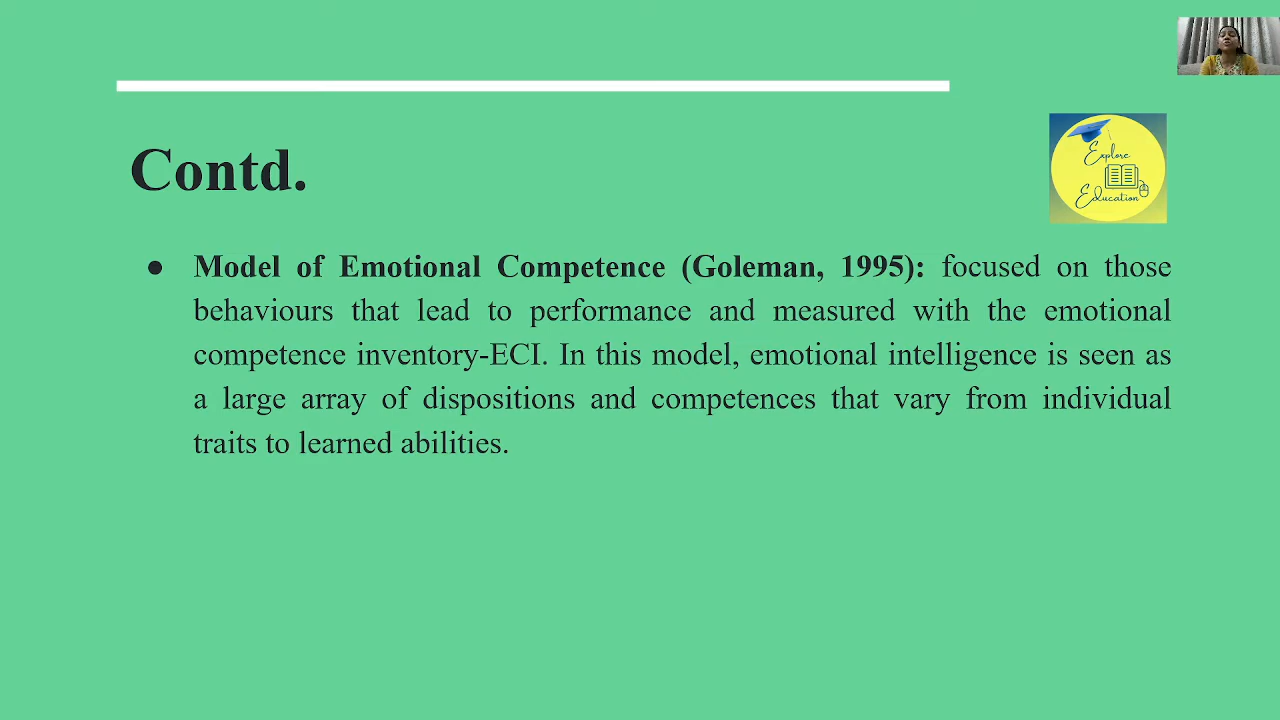 Contd.
Explore
Education
● Model of Emotional Competence (Goleman, 1995): focused on those
behaviours that lead to performance and measured with the emotional
competence inventory-ECI. In this model, emotional intelligence is seen as
a large array of dispositions and competences that vary from individual
traits to learned abilities.